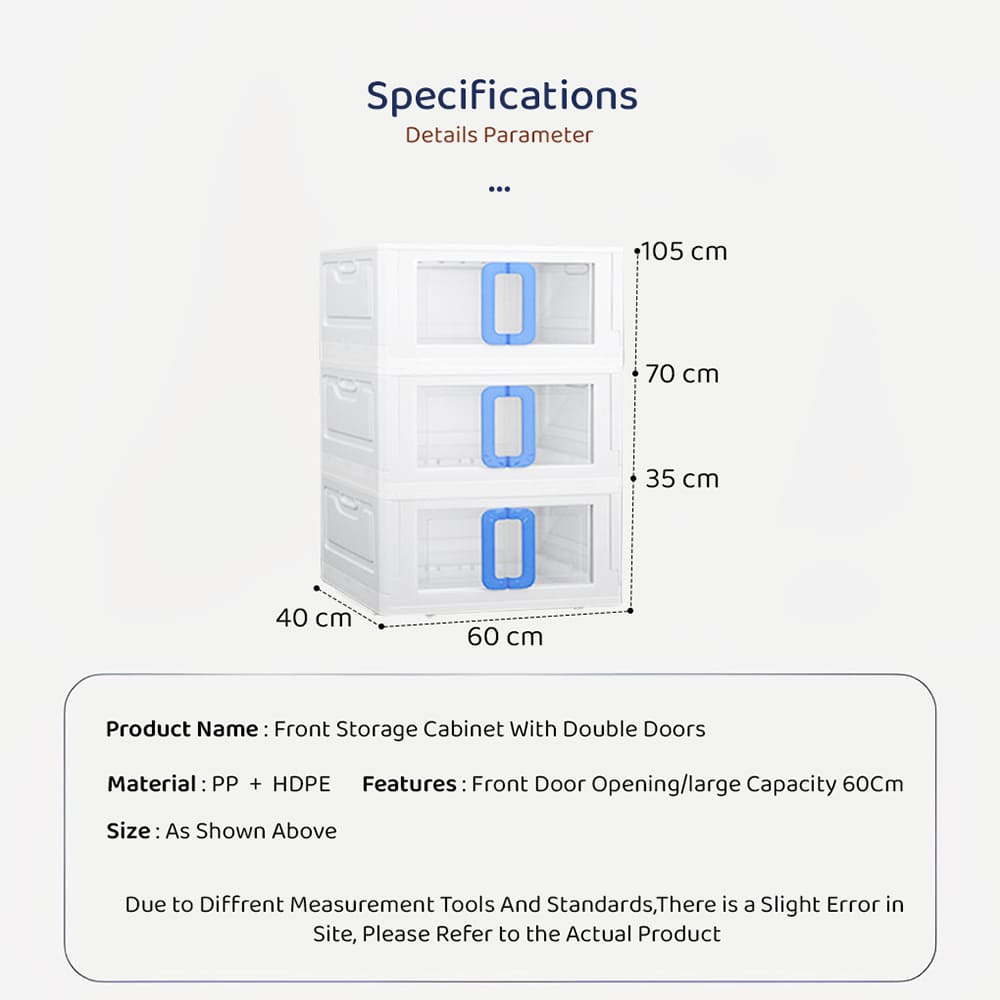 Specifications
Details Parameter
...
105 cm
70 cm
35 cm
40 cm
60 cm
Product Name : Front Storage Cabinet With Double Doors
Material : PP + HDPE Features : Front Door Opening/large Capacity 60Cm
Size : As Shown Above
Due to Diffrent Measurement Tools And Standards,There is a Slight Error in
Site, Please Refer to the Actual Product